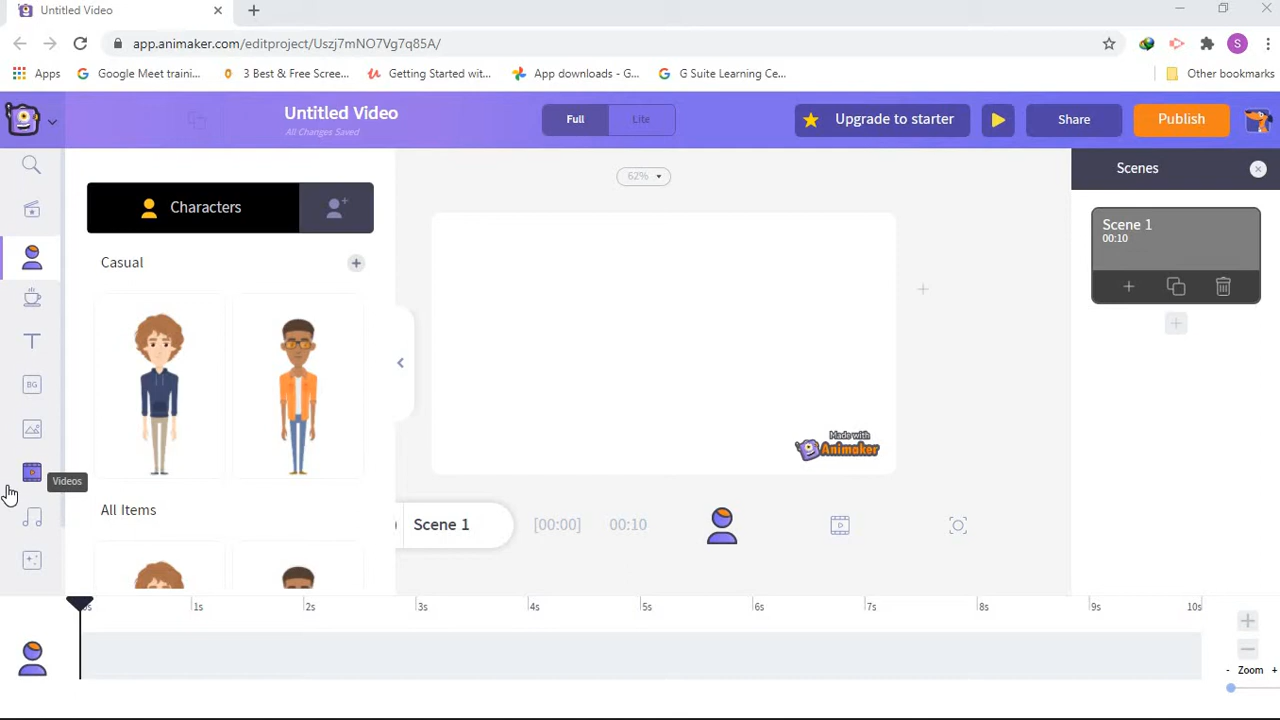 Untitled Video
app.animaker.com/editproject/Uszj7mNO7Vg7q85A/
S
Apps
Google Meet traini...
3 Best & Free Scree...
Getting Started wit...
App downloads - G...
G Suite Learning Ce...
Other bookmarks
Untitled Video
All Changes Saved
Full
Lite
Upgrade to starter
Share
Publish
Characters
62%
Scenes
Casual
Scene 1
00:10
T
BG
Made with
Animaker
Videos
All Items
Scene 1
[00:00]
00:10
0s
1s
2s
3s
4s
5s
6s
7s
8s
9s
10s
- Zoom +